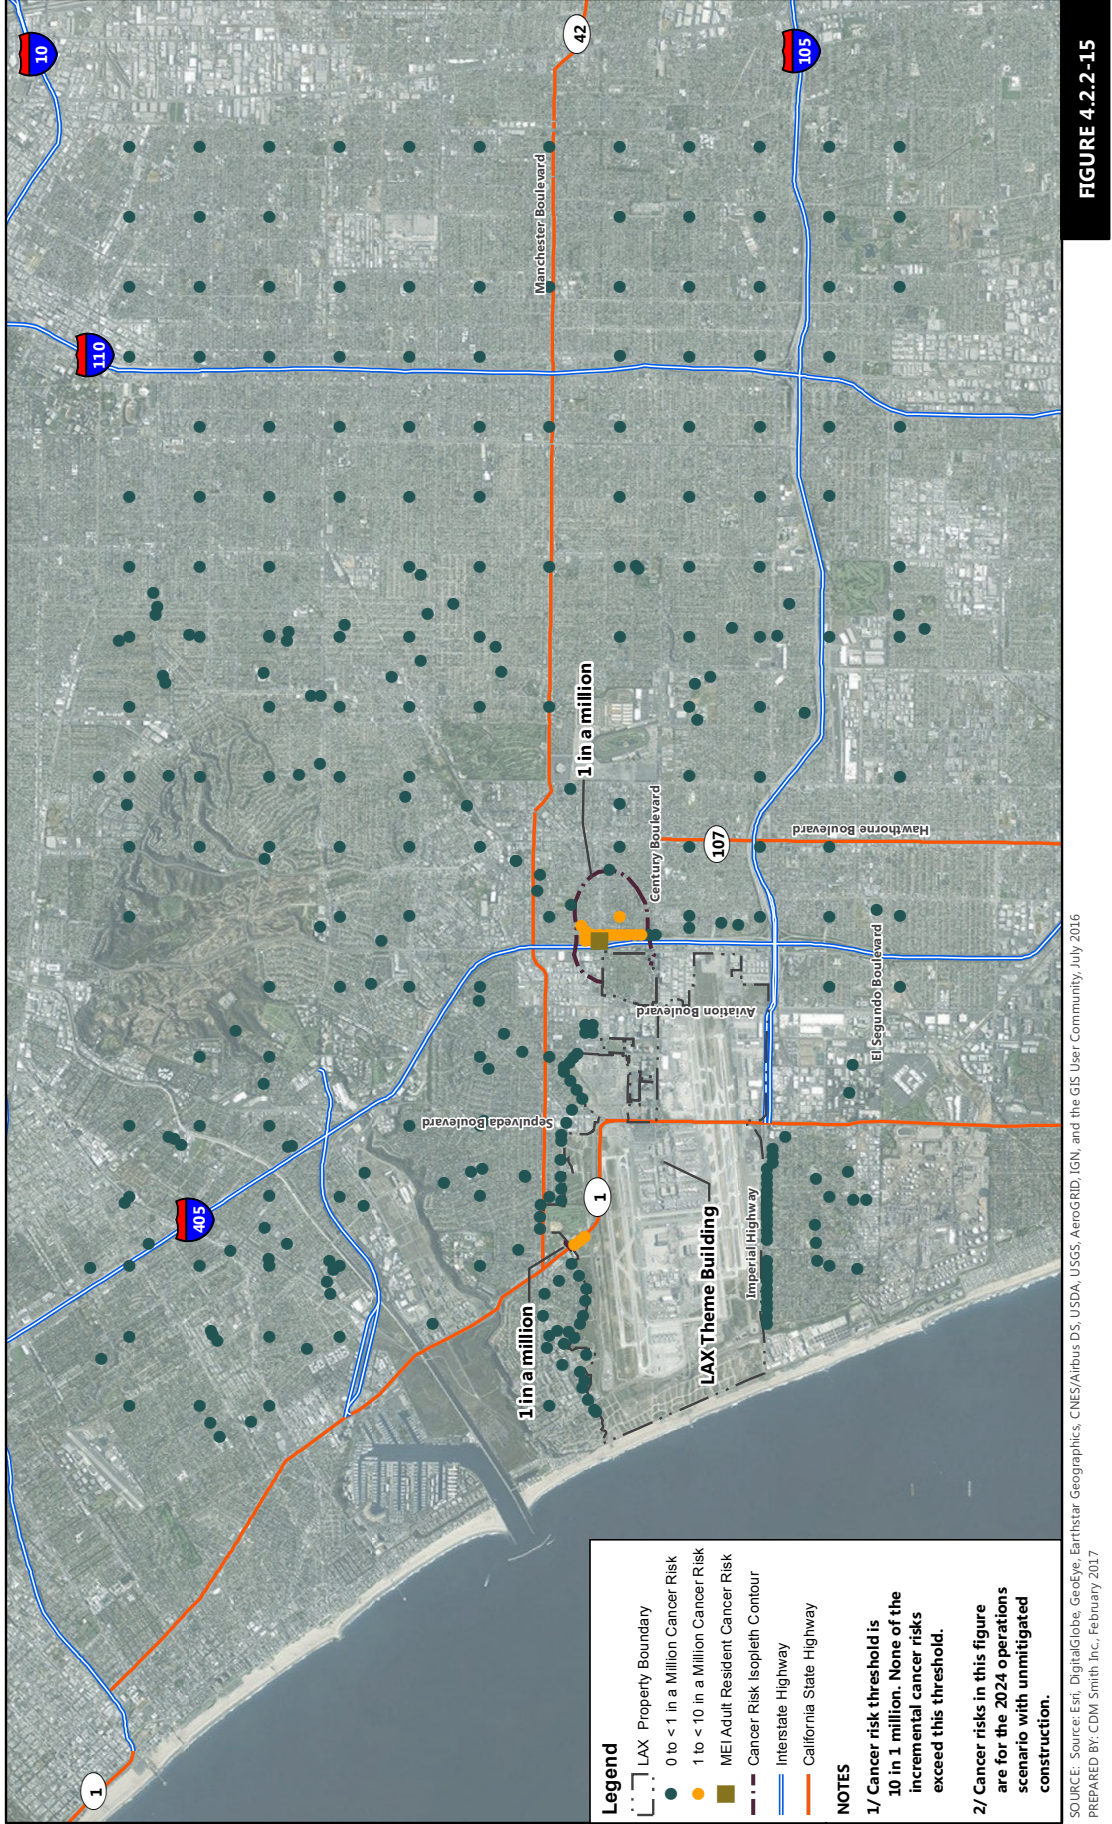 10
42
105
110
405
107
1
1
Manchester Boulevard
1 in a million
Century Boulevard
Hawthorne Boulevard
Aviation Boulevard
El Segundo Boulevard
Sepulveda Boulevard
Imperial Highway
LAX Theme Building
1 in a million
Legend
LAX Property Boundary
0 to < 1 in a Million Cancer Risk
1 to < 10 in a Million Cancer Risk
MEI Adult Resident Cancer Risk
Cancer Risk Isopleth Contour
Interstate Highway
California State Highway
NOTES
1/ Cancer risk threshold is
10 in 1 million. None of the
incremental cancer risks
exceed this threshold.
2/ Cancer risks in this figure
are for the 2024 operations
scenario with unmitigated
construction.
SOURCE: Source: Esri, DigitalGlobe, GeoEye, Earthstar Geographics, CNES/Airbus DS, USDA, USGS, AeroGRID, IGN, and the GIS User Community, July 2016
PREPARED BY: CDM Smith Inc., February 2017
FIGURE 4.2.2-15